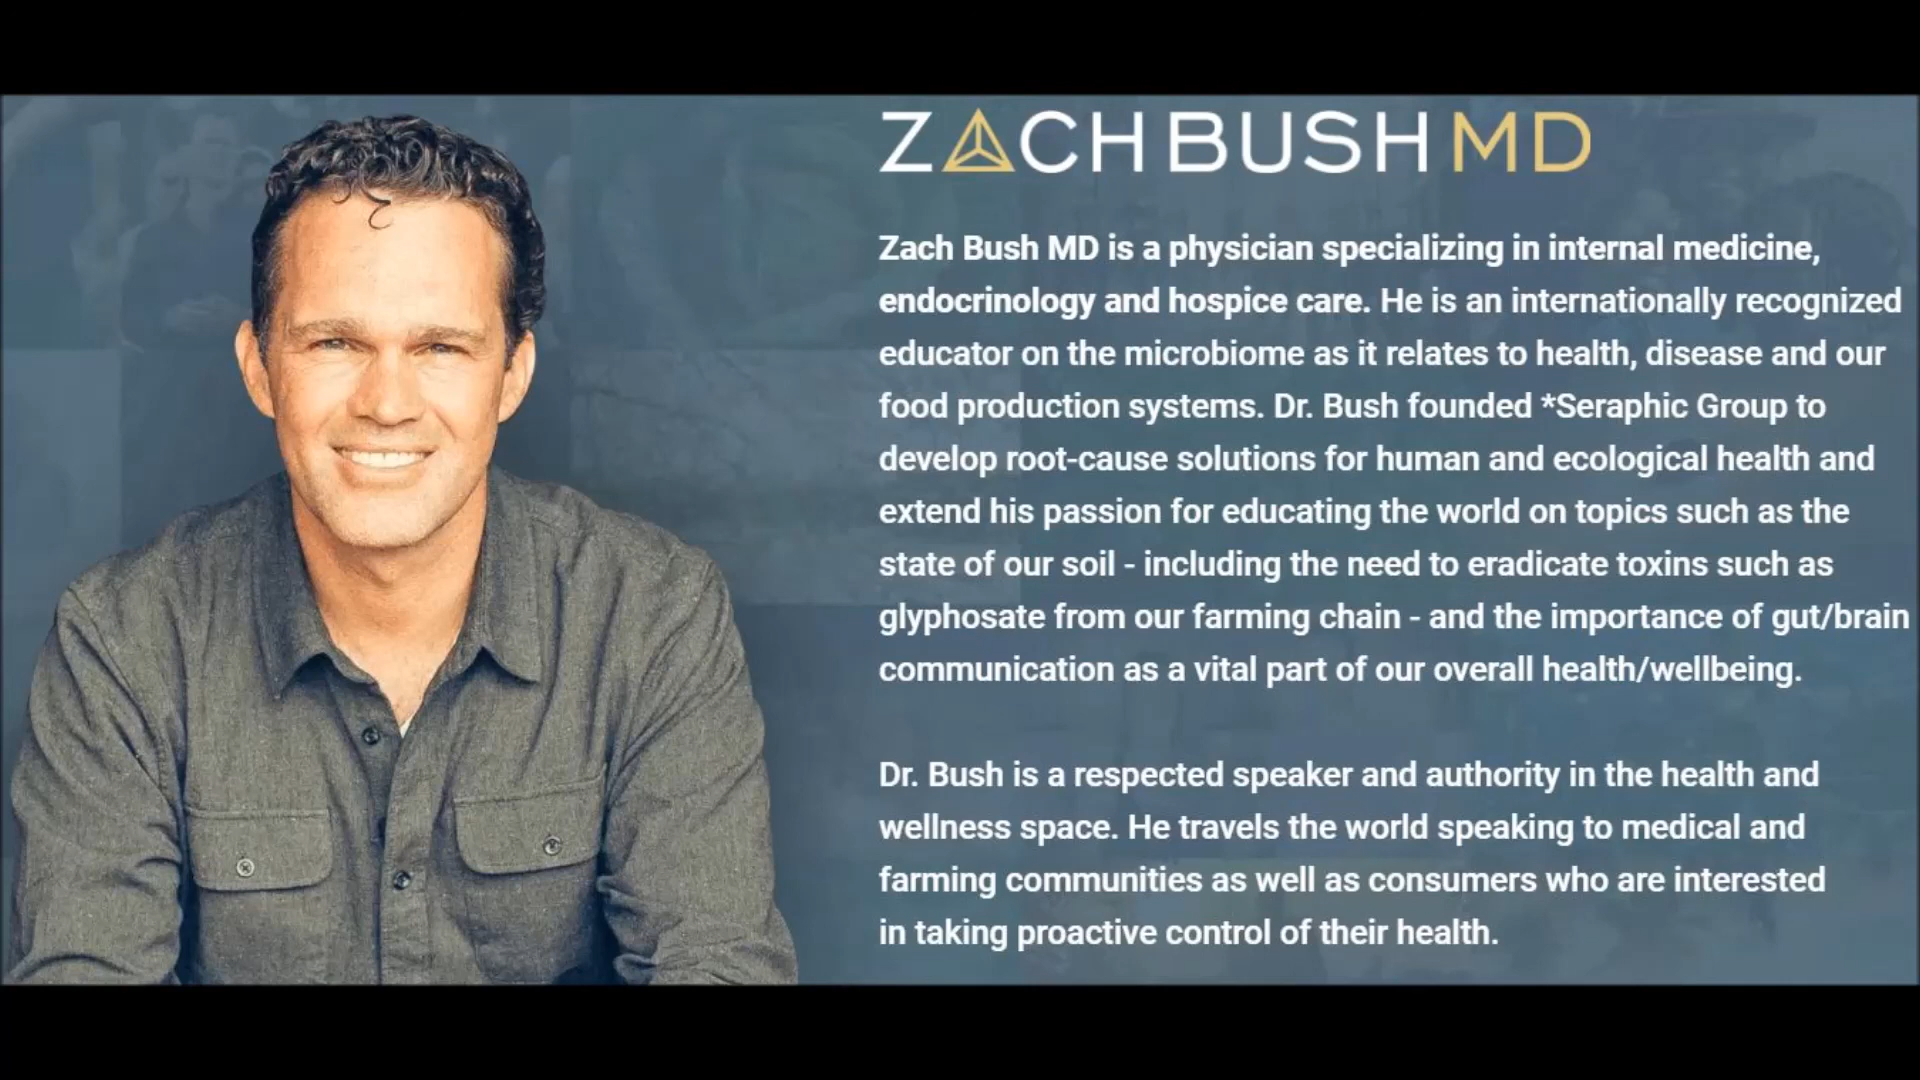 ZACH BUSH MD
Zach Bush MD is a physician specializing in internal medicine,
endocrinology and hospice care. He is an internationally recognized
educator on the microbiome as it relates to health, disease and our
food production systems. Dr. Bush founded *Seraphic Group to
develop root-cause solutions for human and ecological health and
extend his passion for educating the world on topics such as the
state of our soil - including the need to eradicate toxins such as
glyphosate from our farming chain - and the importance of gut/brain
communication as a vital part of our overall health/wellbeing.
Dr. Bush is a respected speaker and authority in the health and
wellness space. He travels the world speaking to medical and
farming communities as well as consumers who are interested
in taking proactive control of their health.